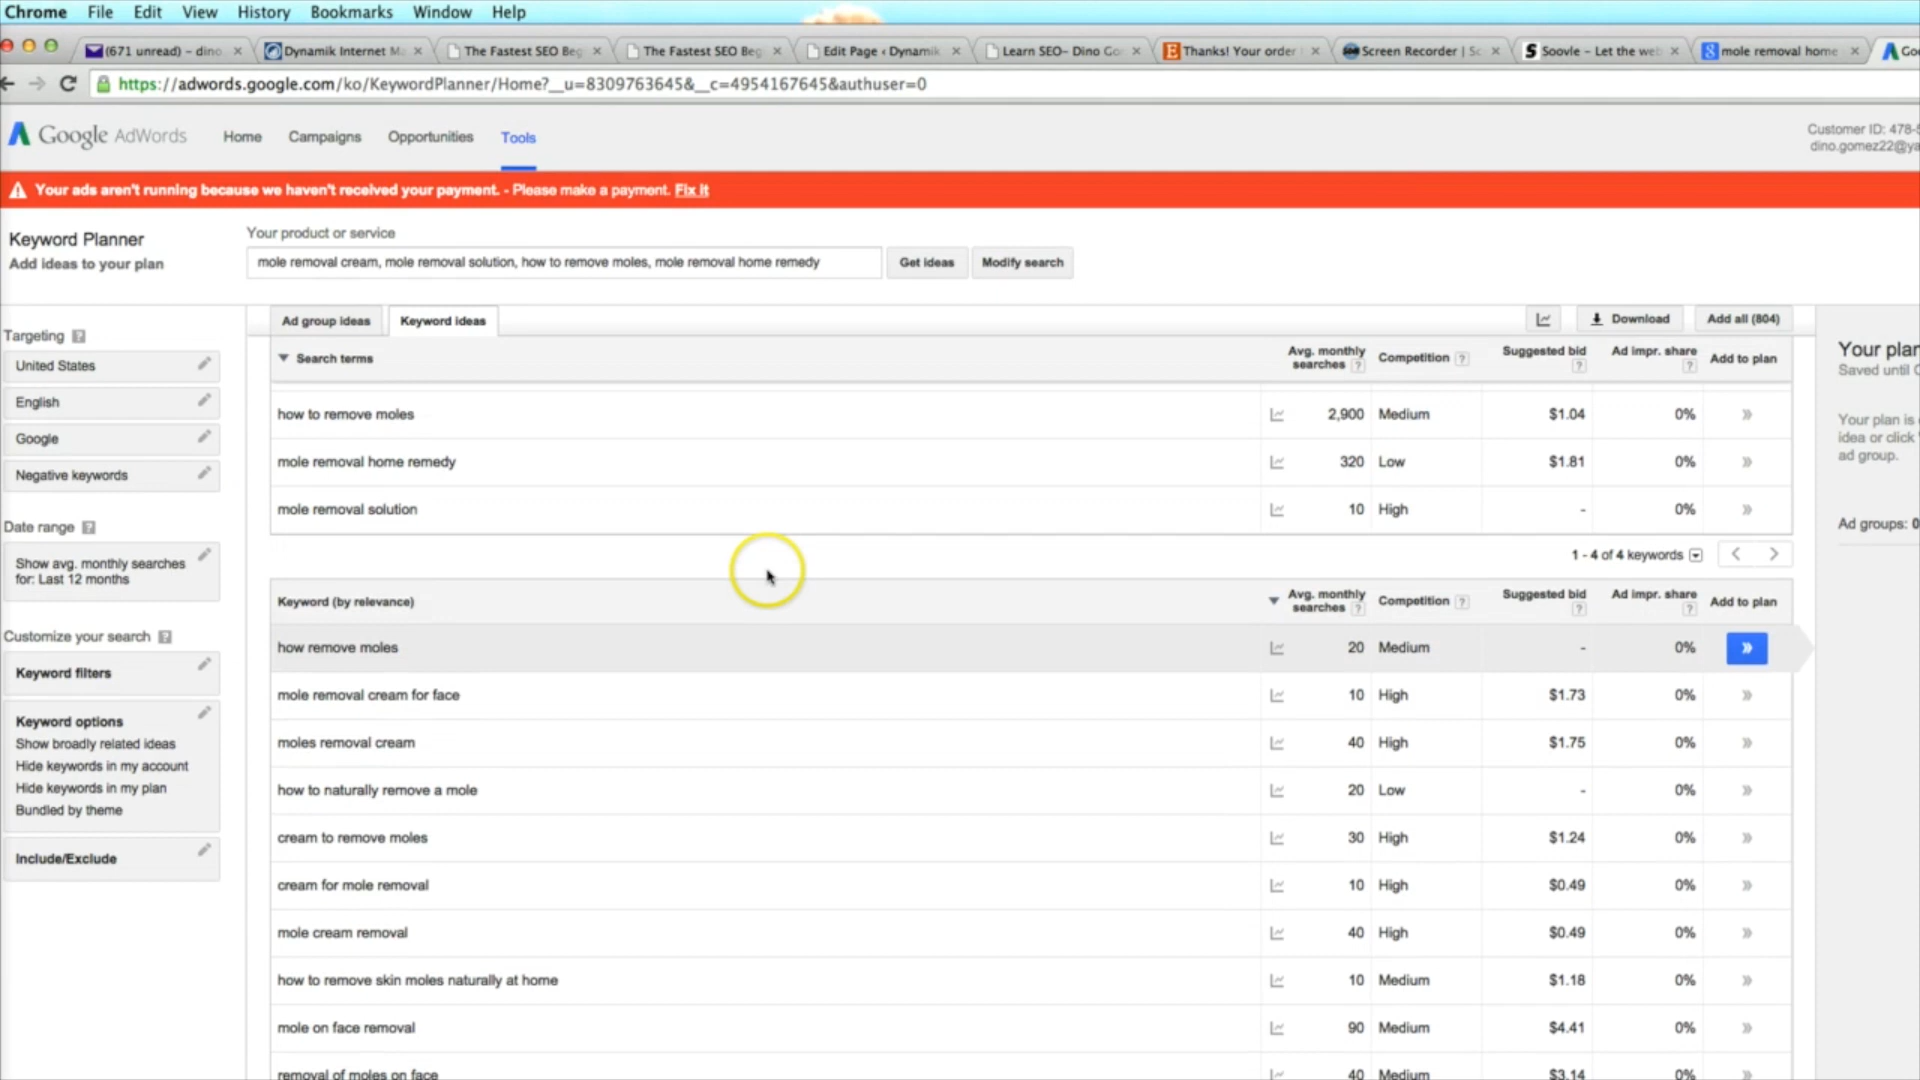 Chrome File Edit View History Bookmarks Window Help
(671 unread) – dino. Dynamik Internet Ma The Fastest SEO Beg The Fastest SEO Beg Edit Page ‹ Dynamik Learn SEO– Dino Go Thanks! Your order Screen Recorder | Sc Soovle – Let the web mole removal home Goo
https://adwords.google.com/ko/KeywordPlanner/Home?__u=8309763645&__c=4954167645&authuser=0
Google AdWords Home Campaigns Opportunities Tools
Customer ID: 478-5
dino.gomez22@ya
Your ads aren't running because we haven't received your payment. - Please make a payment. Fix it
Keyword Planner
Add ideas to your plan
Your product or service
mole removal cream, mole removal solution, how to remove moles, mole removal home remedy
Get ideas Modify search
Targeting ?
United States
English
Google
Negative keywords
Date range ?
Show avg. monthly searches
for: Last 12 months
Customize your search ?
Keyword filters
Keyword options
Show broadly related ideas
Hide keywords in my account
Hide keywords in my plan
Bundled by theme
Include/Exclude
Ad group ideas Keyword ideas Download Add all (804)
Search terms Avg. monthly searches ? Competition ? Suggested bid ? Ad impr. share ? Add to plan
how to remove moles 2,900 Medium $1.04 0% »
mole removal home remedy 320 Low $1.81 0% »
mole removal solution 10 High - 0% »
1 - 4 of 4 keywords
Keyword (by relevance) Avg. monthly searches ? Competition ? Suggested bid ? Ad impr. share ? Add to plan
how remove moles 20 Medium - 0% »
mole removal cream for face 10 High $1.73 0% »
moles removal cream 40 High $1.75 0% »
how to naturally remove a mole 20 Low - 0% »
cream to remove moles 30 High $1.24 0% »
cream for mole removal 10 High $0.49 0% »
mole cream removal 40 High $0.49 0% »
how to remove skin moles naturally at home 10 Medium $1.18 0% »
mole on face removal 90 Medium $4.41 0% »
removal of moles on face 40 Medium $3.14 0% »
Your plan
Saved until O
Your plan is
idea or click
ad group.
Ad groups: 0